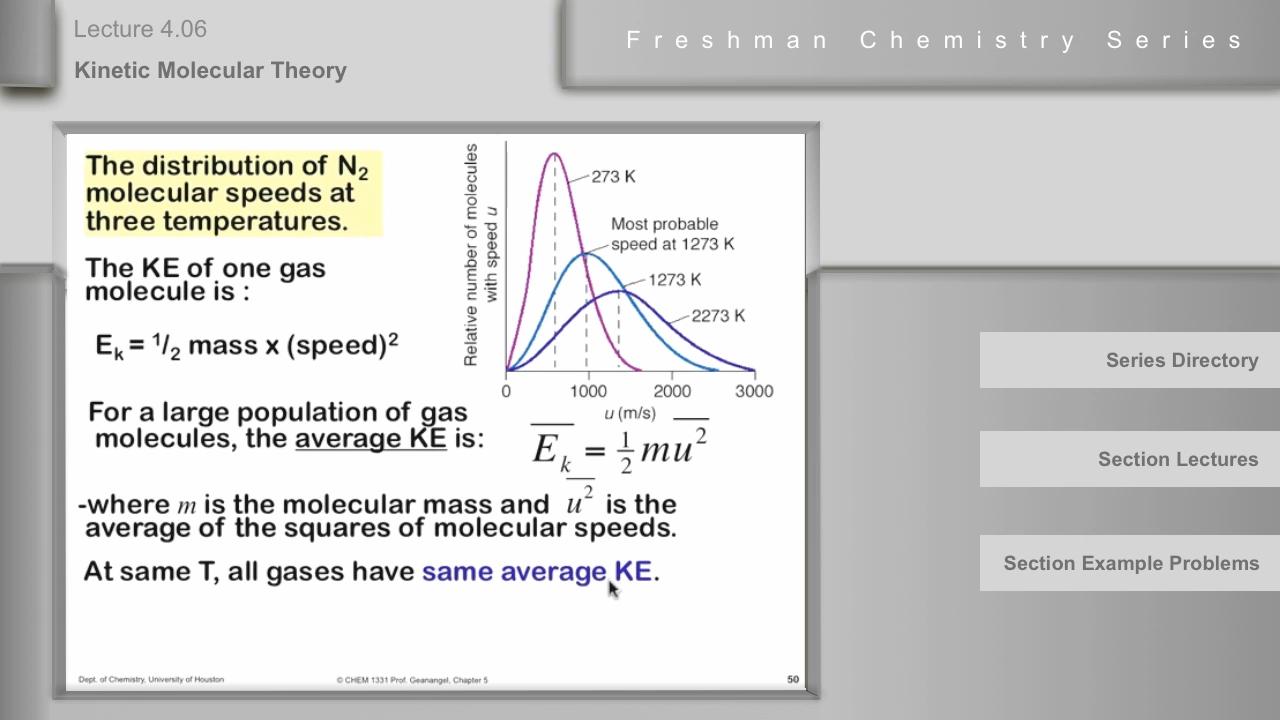 Lecture 4.06
Kinetic Molecular Theory
Freshman Chemistry Series
The distribution of N₂
molecular speeds at
three temperatures.
The KE of one gas
molecule is :
Eₖ = ¹/₂ mass x (speed)²
Relative number of molecules
with speed u
273 K
Most probable
speed at 1273 K
1273 K
2273 K
0 1000 2000 3000
u (m/s)
For a large population of gas
molecules, the average KE is:
E̅ₖ = ½ mu̅²
-where m is the molecular mass and u̅² is the
average of the squares of molecular speeds.
At same T, all gases have same average KE.
Dept. of Chemistry, University of Houston
© CHEM 1331 Prof. Geanangel, Chapter 5
50
Series Directory
Section Lectures
Section Example Problems